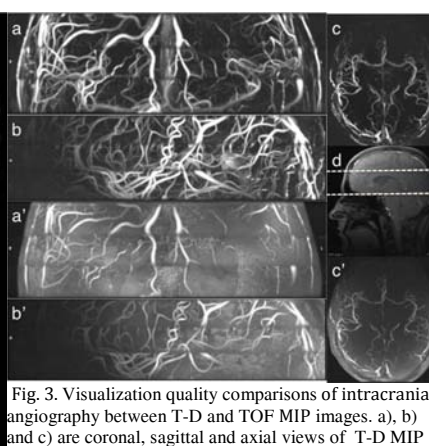 a
c
b
d
a'
b'
c'
Fig. 3. Visualization quality comparisons of intracrania
angiography between T-D and TOF MIP images. a), b)
and c) are coronal, sagittal and axial views of T-D MIP